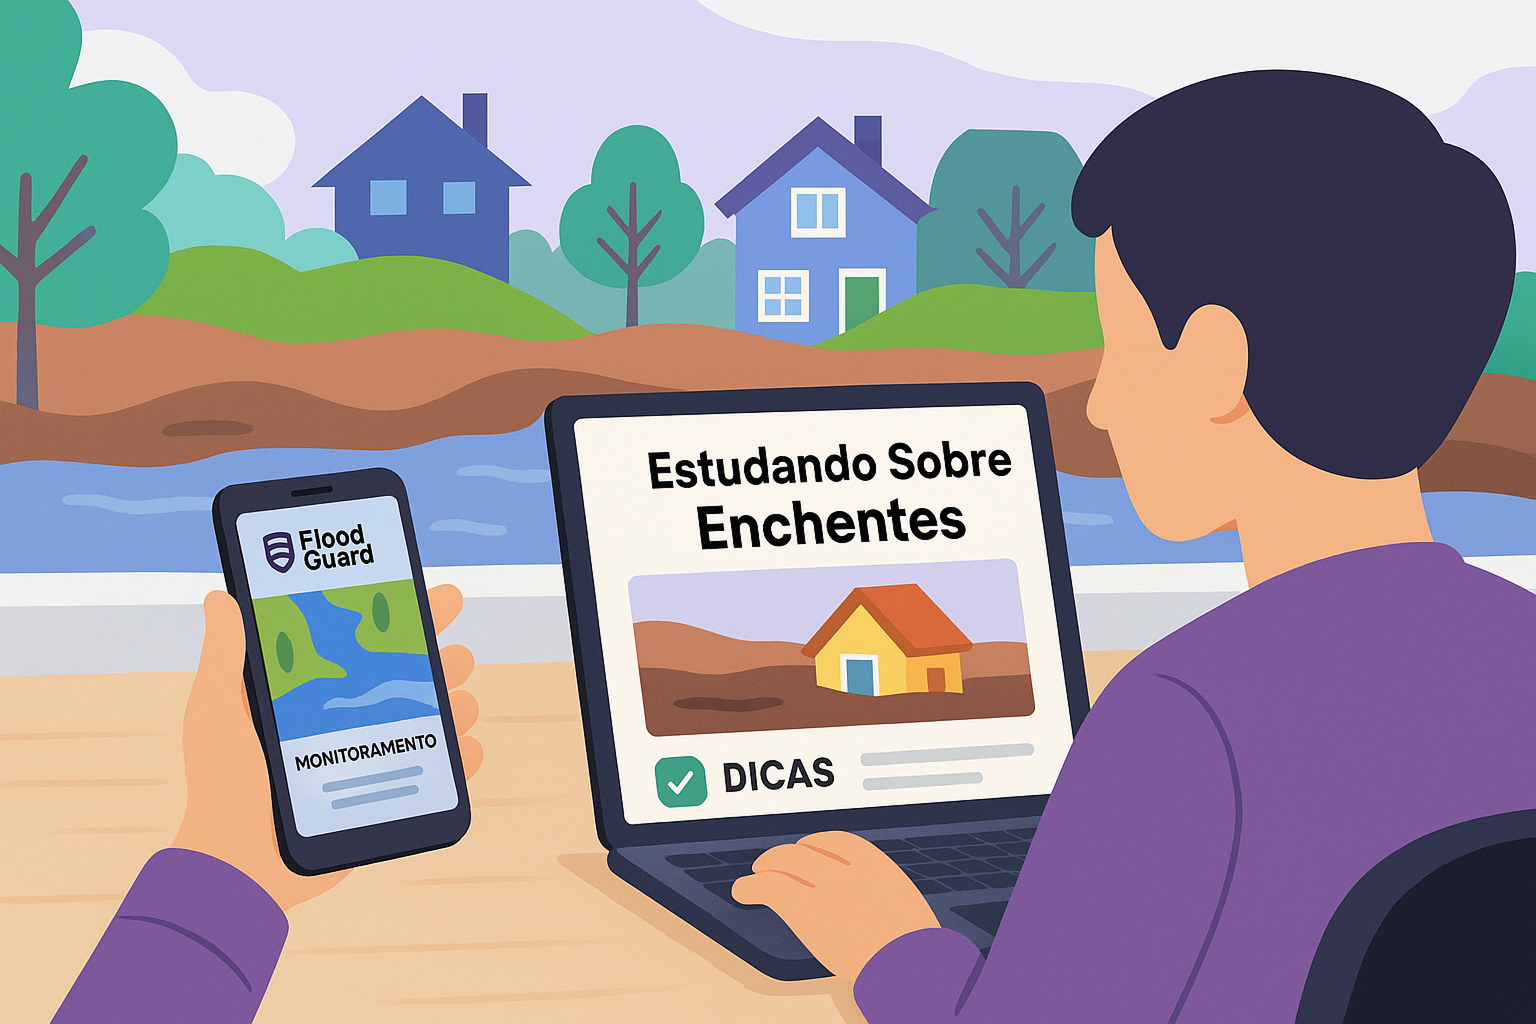 Flood
Guard
MONITORAMENTO
Estudando Sobre
Enchentes
DICAS